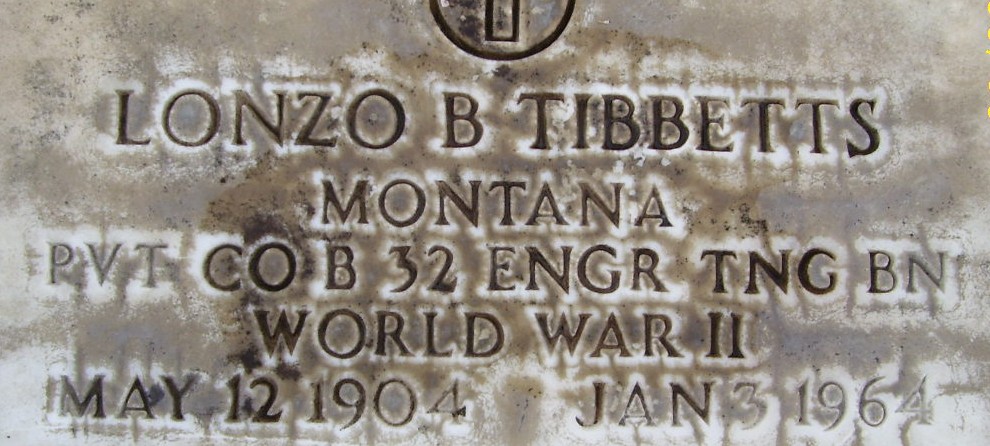 LONZO B TIBBETTS
MONTANA
PVT CO B 32 ENGR TNG BN
WORLD WAR II
MAY 12 1904 JAN 3 1964